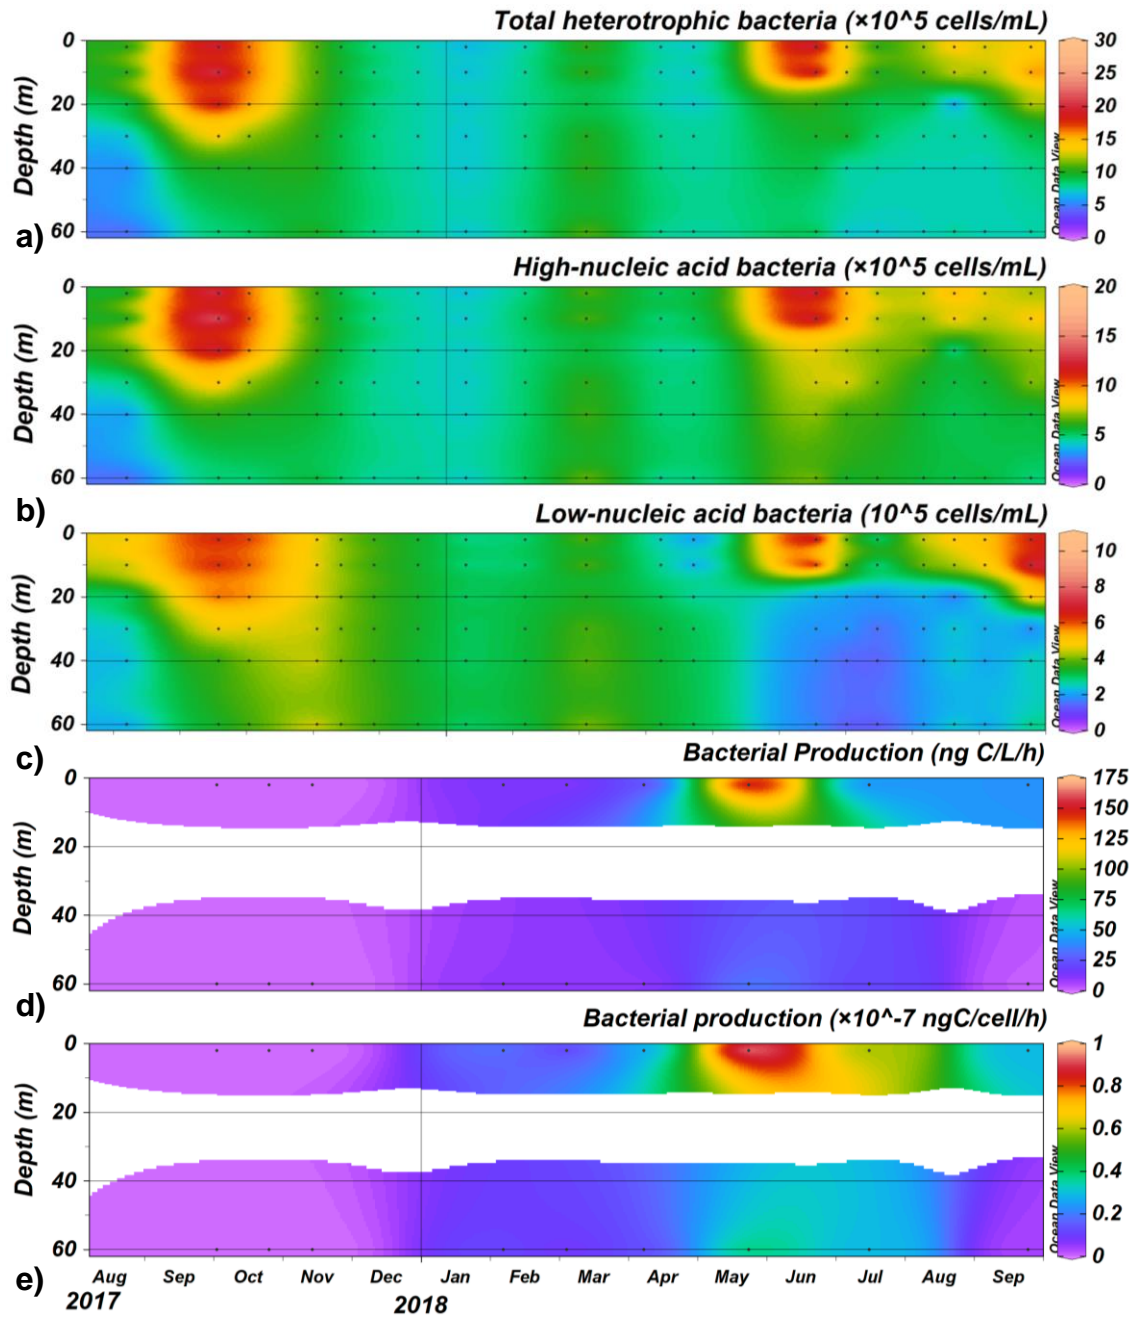 Total heterotrophic bacteria (×10^5 cells/mL)
0
20
40
60
Depth (m)
30
25
20
15
10
5
0
Ocean Data View
a)
High-nucleic acid bacteria (×10^5 cells/mL)
0
20
40
60
Depth (m)
20
15
10
5
0
Ocean Data View
b)
Low-nucleic acid bacteria (10^5 cells/mL)
0
20
40
60
Depth (m)
10
8
6
4
2
0
Ocean Data View
c)
Bacterial Production (ng C/L/h)
0
20
40
60
Depth (m)
175
150
125
100
75
50
25
0
Ocean Data View
d)
Bacterial production (×10^-7 ngC/cell/h)
0
20
40
60
Depth (m)
1
0.8
0.6
0.4
0.2
0
Ocean Data View
e)
Aug Sep Oct Nov Dec Jan Feb Mar Apr May Jun Jul Aug Sep
2017 2018